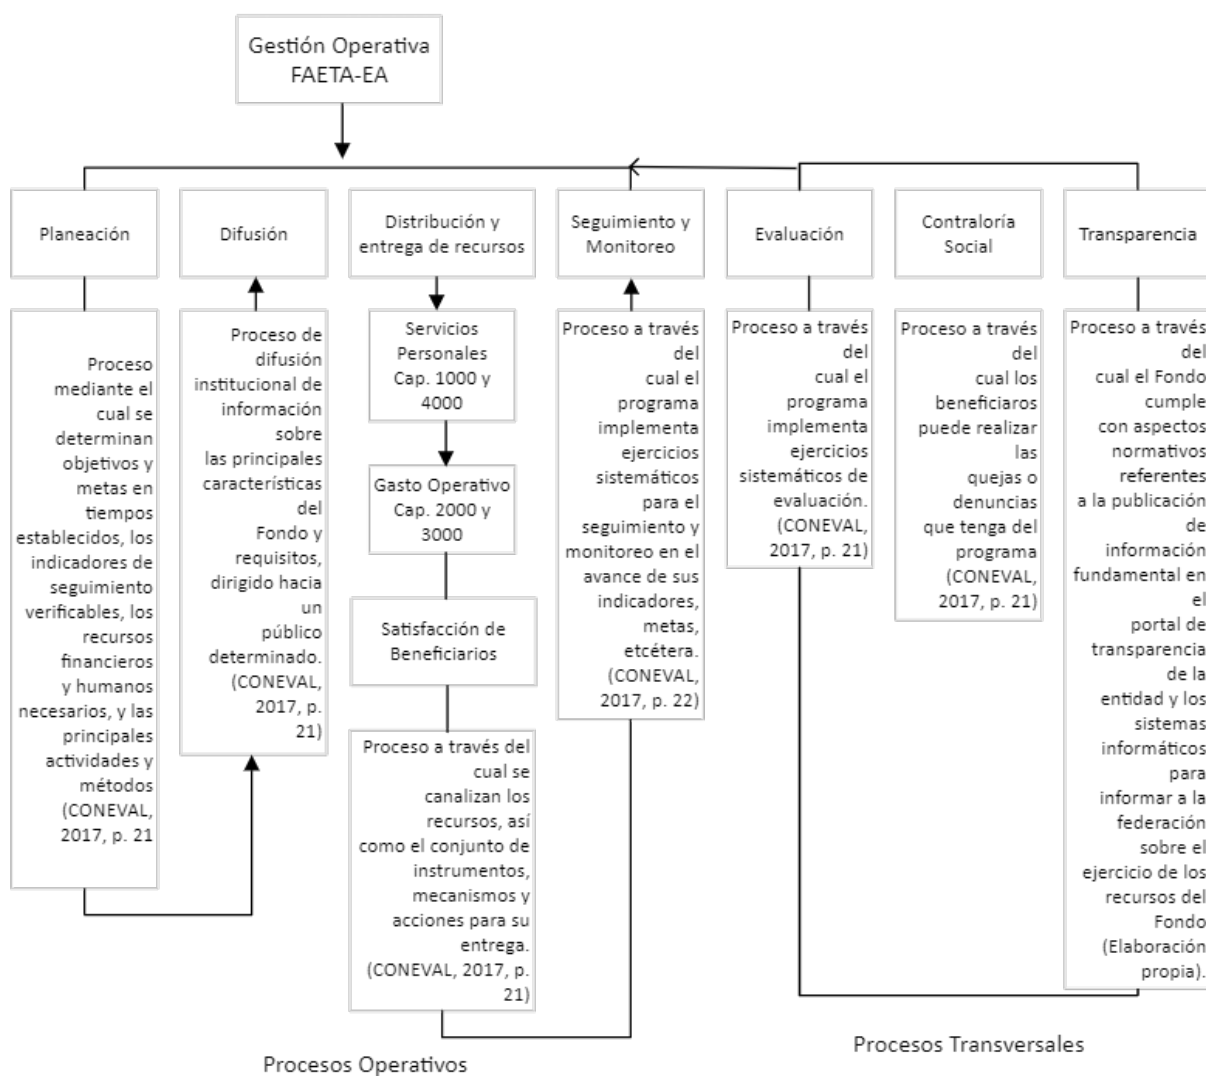 Gestión Operativa
FAETA-EA
Planeación
Difusión
Distribución y
entrega de recursos
Seguimiento y
Monitoreo
Evaluación
Contraloría
Social
Transparencia
Proceso
mediante el
cual se
determinan
objetivos y
metas en
tiempos
establecidos, los
indicadores de
seguimiento
verificables, los
recursos
financieros
y humanos
necesarios, y las
principales
actividades y
métodos
(CONEVAL,
2017, p. 21
Proceso de
difusión
institucional de
información
sobre
las principales
características
del
Fondo y
requisitos,
dirigido hacia
un
público
determinado.
(CONEVAL,
2017, p.
21)
Servicios
Personales
Cap. 1000 y
4000
Gasto Operativo
Cap. 2000 y
3000
Satisfacción de
Beneficiarios
Proceso a través del
cual se
canalizan los
recursos, así
como el conjunto de
instrumentos,
mecanismos y
acciones para su
entrega.
(CONEVAL, 2017, p.
21)
Proceso a través
del
cual el
programa
implementa
ejercicios
sistemáticos
para el
seguimiento y
monitoreo en el
avance de sus
indicadores,
metas,
etcétera.
(CONEVAL,
2017, p. 22)
Proceso a través
del
cual el
programa
implementa
ejercicios
sistemáticos de
evaluación.
(CONEVAL,
2017, p. 21)
Proceso a través
del
cual los
beneficiaros
puede realizar
las
quejas o
denuncias
que tenga del
programa
(CONEVAL,
2017, p. 21)
Proceso a través
del
cual el Fondo
cumple
con aspectos
normativos
referentes
a la publicación
de
información
fundamental en
el
portal de
transparencia
de la
entidad y los
sistemas
informáticos
para
informar a la
federación
sobre el
ejercicio de los
recursos del
Fondo
(Elaboración
propia).
Procesos Operativos
Procesos Transversales